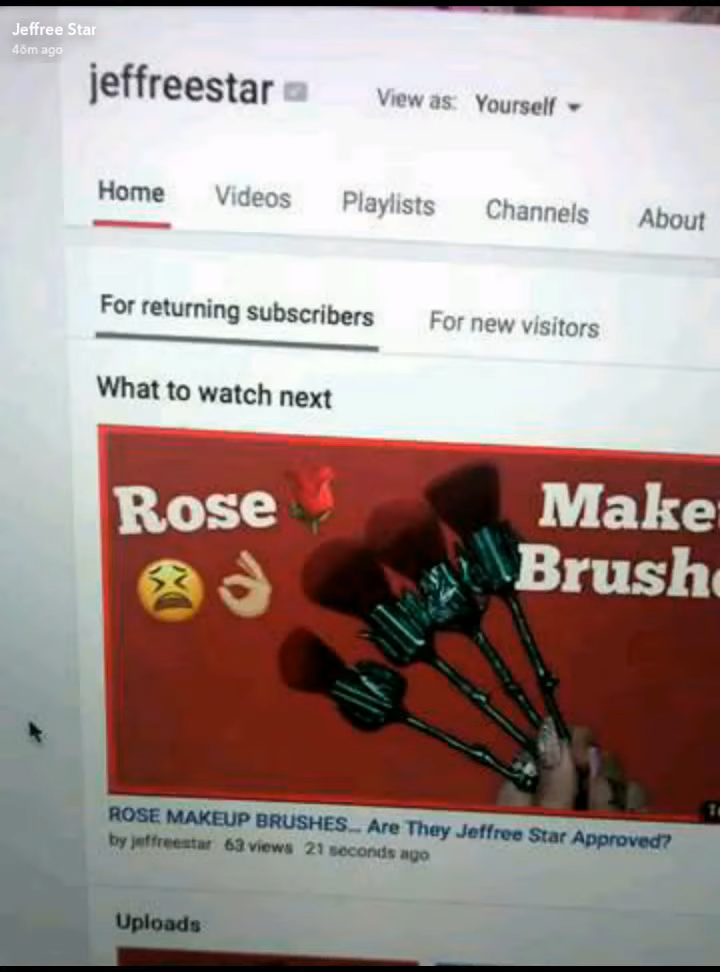 Jeffree Star
46m ago
jeffreestar
View as: Yourself
Home Videos Playlists Channels About
For returning subscribers For new visitors
What to watch next
Rose Make
Brush
ROSE MAKEUP BRUSHES... Are They Jeffree Star Approved?
by jeffreestar 63 views 21 seconds ago
Uploads